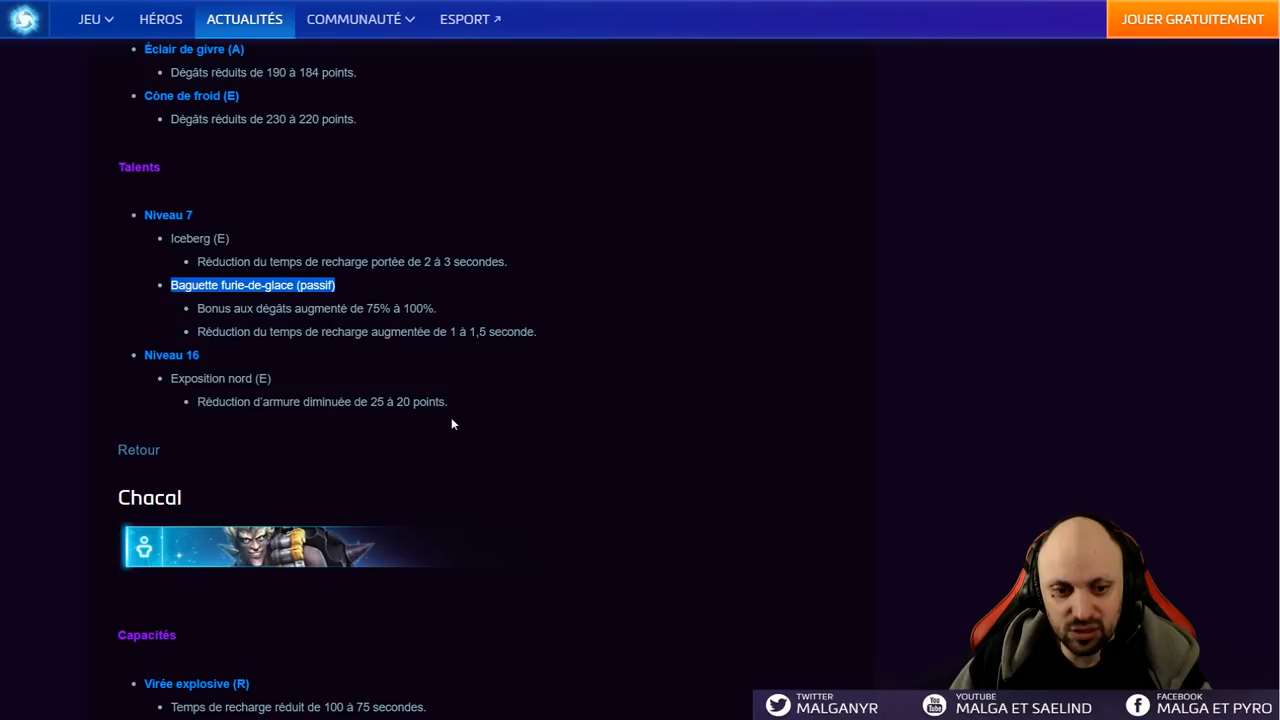 JEU HÉROS ACTUALITÉS COMMUNAUTÉ ESPORT JOUER GRATUITEMENT
Éclair de givre (A)
Dégâts réduits de 190 à 184 points.
Cône de froid (E)
Dégâts réduits de 230 à 220 points.
Talents
Niveau 7
Iceberg (E)
Réduction du temps de recharge portée de 2 à 3 secondes.
Baguette furie-de-glace (passif)
Bonus aux dégâts augmenté de 75% à 100%.
Réduction du temps de recharge augmentée de 1 à 1,5 seconde.
Niveau 16
Exposition nord (E)
Réduction d’armure diminuée de 25 à 20 points.
Retour
Chacal
Capacités
Virée explosive (R)
Temps de recharge réduit de 100 à 75 secondes.
TWITTER
MALGANYR
YOUTUBE
MALGA ET SAELIND
FACEBOOK
MALGA ET PYRO